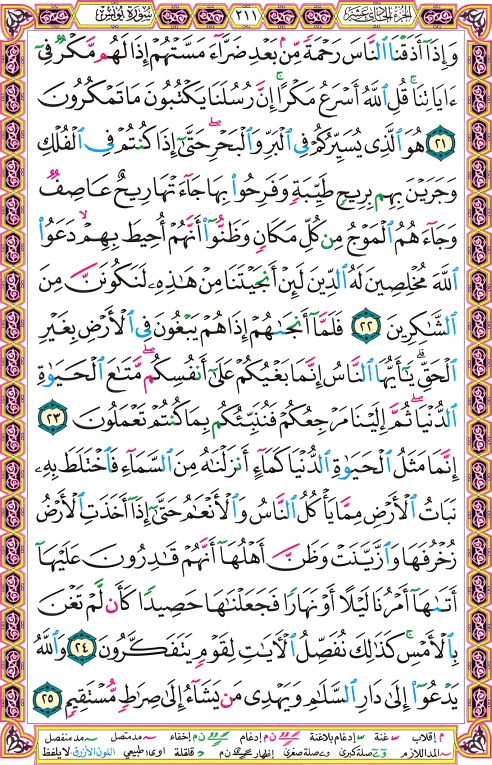 الجزء الحادي عشر ٢١١ سورة يونس
وَإِذَآ أَذَقْنَا ٱلنَّاسَ رَحْمَةً مِّنۢ بَعْدِ ضَرَّآءَ مَسَّتْهُمْ إِذَا لَهُم مَّكْرٌ فِىٓ
ءَايَاتِنَا ۚ قُلِ ٱللَّهُ أَسْرَعُ مَكْرًا ۚ إِنَّ رُسُلَنَا يَكْتُبُونَ مَا تَمْكُرُونَ
٢١ هُوَ ٱلَّذِى يُسَيِّرُكُمْ فِى ٱلْبَرِّ وَٱلْبَحْرِ ۖ حَتَّىٰٓ إِذَا كُنتُمْ فِى ٱلْفُلْكِ
وَجَرَيْنَ بِهِم بِرِيحٍ طَيِّبَةٍ وَفَرِحُوا۟ بِهَا جَآءَتْهَا رِيحٌ عَاصِفٌ
وَجَآءَهُمُ ٱلْمَوْجُ مِن كُلِّ مَكَانٍ وَظَنُّوٓا۟ أَنَّهُمْ أُحِيطَ بِهِمْ ۙ دَعَوُا۟
ٱللَّهَ مُخْلِصِينَ لَهُ ٱلدِّينَ لَئِنْ أَنجَيْتَنَا مِنْ هَٰذِهِۦ لَنَكُونَنَّ مِنَ
ٱلشَّٰكِرِينَ ٢٢ فَلَمَّآ أَنجَىٰهُمْ إِذَا هُمْ يَبْغُونَ فِى ٱلْأَرْضِ بِغَيْرِ
ٱلْحَقِّ ۗ يَٰٓأَيُّهَا ٱلنَّاسُ إِنَّمَا بَغْيُكُمْ عَلَىٰٓ أَنفُسِكُم ۖ مَّتَٰعَ ٱلْحَيَوٰةِ
ٱلدُّنْيَا ۖ ثُمَّ إِلَيْنَا مَرْجِعُكُمْ فَنُنَبِّئُكُم بِمَا كُنتُمْ تَعْمَلُونَ ٢٣
إِنَّمَا مَثَلُ ٱلْحَيَوٰةِ ٱلدُّنْيَا كَمَآءٍ أَنزَلْنَٰهُ مِنَ ٱلسَّمَآءِ فَٱخْتَلَطَ بِهِۦ
نَبَاتُ ٱلْأَرْضِ مِمَّا يَأْكُلُ ٱلنَّاسُ وَٱلْأَنْعَٰمُ حَتَّىٰٓ إِذَآ أَخَذَتِ ٱلْأَرْضُ
زُخْرُفَهَا وَٱزَّيَّنَتْ وَظَنَّ أَهْلُهَآ أَنَّهُمْ قَٰدِرُونَ عَلَيْهَآ
أَتَىٰهَآ أَمْرُنَا لَيْلًا أَوْ نَهَارًا فَجَعَلْنَٰهَا حَصِيدًا كَأَن لَّمْ تَغْنَ
بِٱلْأَمْسِ ۚ كَذَٰلِكَ نُفَصِّلُ ٱلْأَيَٰتِ لِقَوْمٍ يَتَفَكَّرُونَ ٢٤ وَٱللَّهُ
يَدْعُوٓا۟ إِلَىٰ دَارِ ٱلسَّلَٰمِ وَيَهْدِى مَن يَشَآءُ إِلَىٰ صِرَٰطٍ مُّسْتَقِيمٍ ٢٥
م إقلاب غنة إدغام بلاغنة ن م إدغام ن م إخفاء مد متصل مد منفصل
المد اللازم صلة كبرى صلة صغرى إظهار ن م قلقلة ا و ى طبيعي اللون الأزرق لا يلفظ